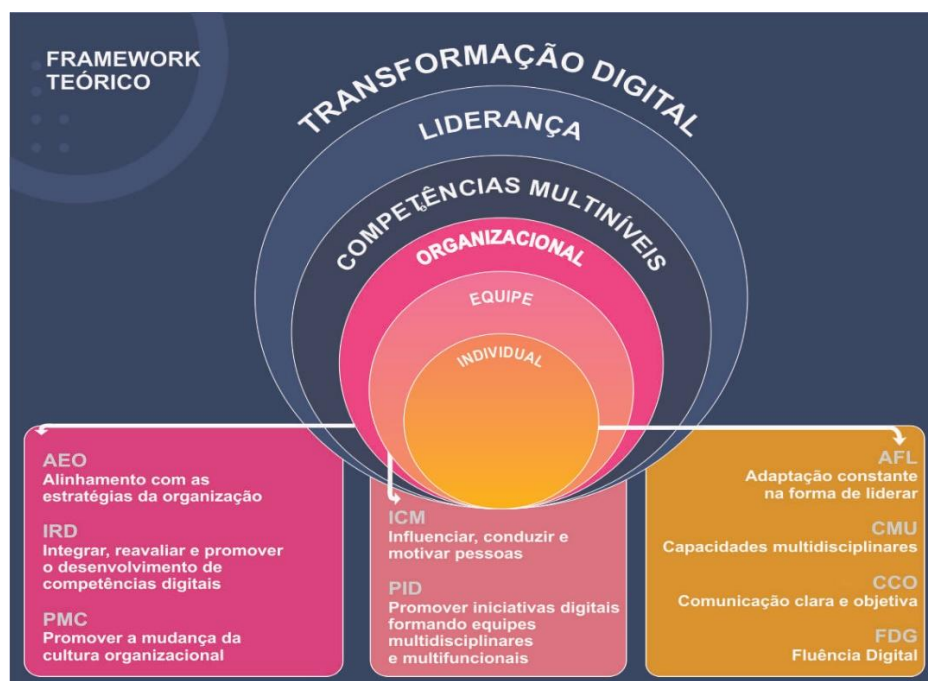 FRAMEWORK
TEÓRICO
TRANSFORMAÇÃO DIGITAL
LIDERANÇA
COMPETÊNCIAS MULTINÍVEIS
ORGANIZACIONAL
EQUIPE
INDIVIDUAL
AEO
Alinhamento com as
estratégias da organização
IRD
Integrar, reavaliar e promover
o desenvolvimento de
competências digitais
PMC
Promover a mudança da
cultura organizacional
ICM
Influenciar, conduzir e
motivar pessoas
PID
Promover iniciativas digitais
formando equipes
multidisciplinares
e multifuncionais
AFL
Adaptação constante
na forma de liderar
CMU
Capacidades multidisciplinares
CCO
Comunicação clara e objetiva
FDG
Fluência Digital